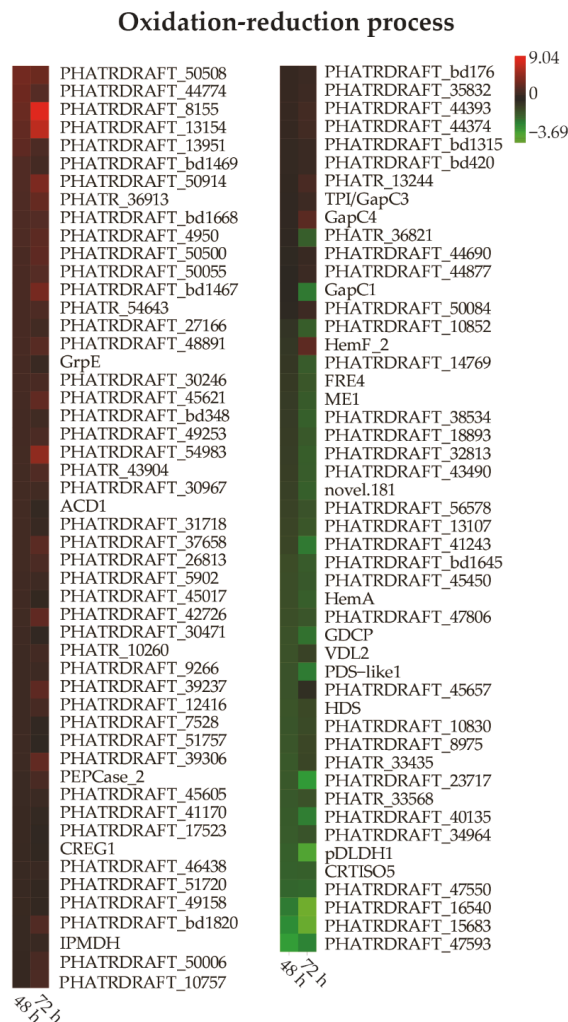 Oxidation-reduction process
PHATRDRAFT_50508
PHATRDRAFT_44774
PHATRDRAFT_8155
PHATRDRAFT_13154
PHATRDRAFT_13951
PHATRDRAFT_bd1469
PHATRDRAFT_50914
PHATR_36913
PHATRDRAFT_bd1668
PHATRDRAFT_4950
PHATRDRAFT_50500
PHATRDRAFT_50055
PHATRDRAFT_bd1467
PHATR_54643
PHATRDRAFT_27166
PHATRDRAFT_48891
GrpE
PHATRDRAFT_30246
PHATRDRAFT_45621
PHATRDRAFT_bd348
PHATRDRAFT_49253
PHATRDRAFT_54983
PHATR_43904
PHATRDRAFT_30967
ACD1
PHATRDRAFT_31718
PHATRDRAFT_37658
PHATRDRAFT_26813
PHATRDRAFT_5902
PHATRDRAFT_45017
PHATRDRAFT_42726
PHATRDRAFT_30471
PHATR_10260
PHATRDRAFT_9266
PHATRDRAFT_39237
PHATRDRAFT_12416
PHATRDRAFT_7528
PHATRDRAFT_51757
PHATRDRAFT_39306
PEPCase_2
PHATRDRAFT_45605
PHATRDRAFT_41170
PHATRDRAFT_17523
CREG1
PHATRDRAFT_46438
PHATRDRAFT_51720
PHATRDRAFT_49158
PHATRDRAFT_bd1820
IPMDH
PHATRDRAFT_50006
PHATRDRAFT_10757
48 h
72 h
PHATRDRAFT_bd176
PHATRDRAFT_35832
PHATRDRAFT_44393
PHATRDRAFT_44374
PHATRDRAFT_bd1315
PHATRDRAFT_bd420
PHATR_13244
TPI/GapC3
GapC4
PHATR_36821
PHATRDRAFT_44690
PHATRDRAFT_44877
GapC1
PHATRDRAFT_50084
PHATRDRAFT_10852
HemF_2
PHATRDRAFT_14769
FRE4
ME1
PHATRDRAFT_38534
PHATRDRAFT_18893
PHATRDRAFT_32813
PHATRDRAFT_43490
novel.181
PHATRDRAFT_56578
PHATRDRAFT_13107
PHATRDRAFT_41243
PHATRDRAFT_bd1645
PHATRDRAFT_45450
HemA
PHATRDRAFT_47806
GDCP
VDL2
PDS−like1
PHATRDRAFT_45657
HDS
PHATRDRAFT_10830
PHATRDRAFT_8975
PHATR_33435
PHATRDRAFT_23717
PHATR_33568
PHATRDRAFT_40135
PHATRDRAFT_34964
pDLDH1
CRTISO5
PHATRDRAFT_47550
PHATRDRAFT_16540
PHATRDRAFT_15683
PHATRDRAFT_47593
48 h
72 h
9.04
0
−3.69